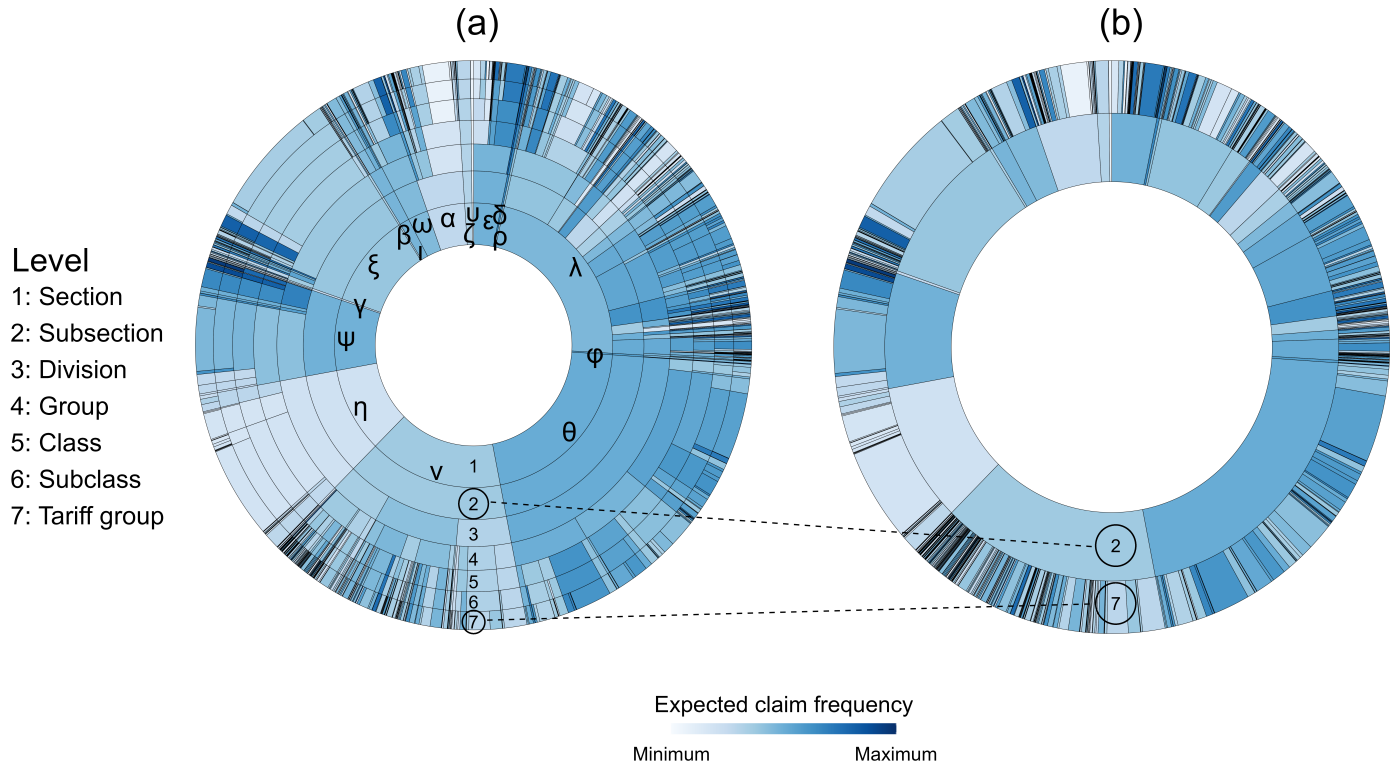 (a)
(b)
Level
1: Section
2: Subsection
3: Division
4: Group
5: Class
6: Subclass
7: Tariff group
α
υ
ε
δ
β
ω
ζ
ρ
ι
ξ
λ
γ
ψ
φ
η
θ
ν
1
2
3
4
5
6
7
2
7
Expected claim frequency
Minimum
Maximum